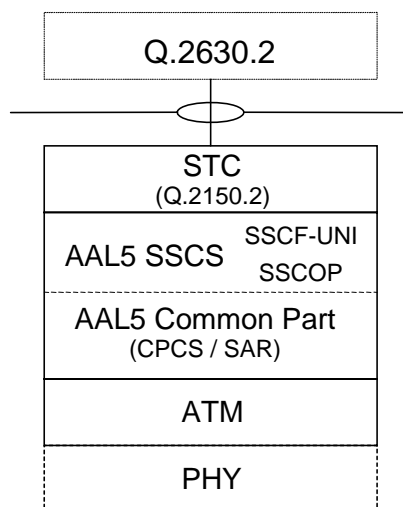 Q.2630.2
STC
(Q.2150.2)
SSCF-UNI
AAL5 SSCS
SSCOP
AAL5 Common Part
(CPCS / SAR)
ATM
PHY